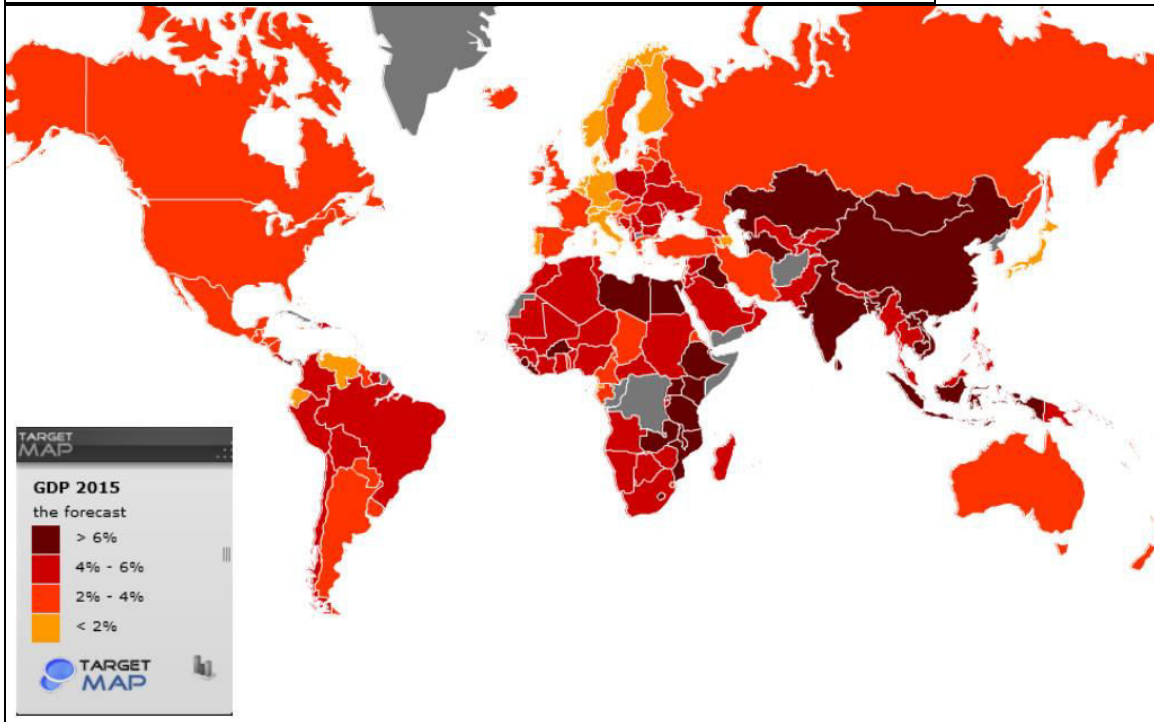 TARGET
MAP
GDP 2015
the forecast
> 6%
4% - 6%
2% - 4%
< 2%
TARGET
MAP